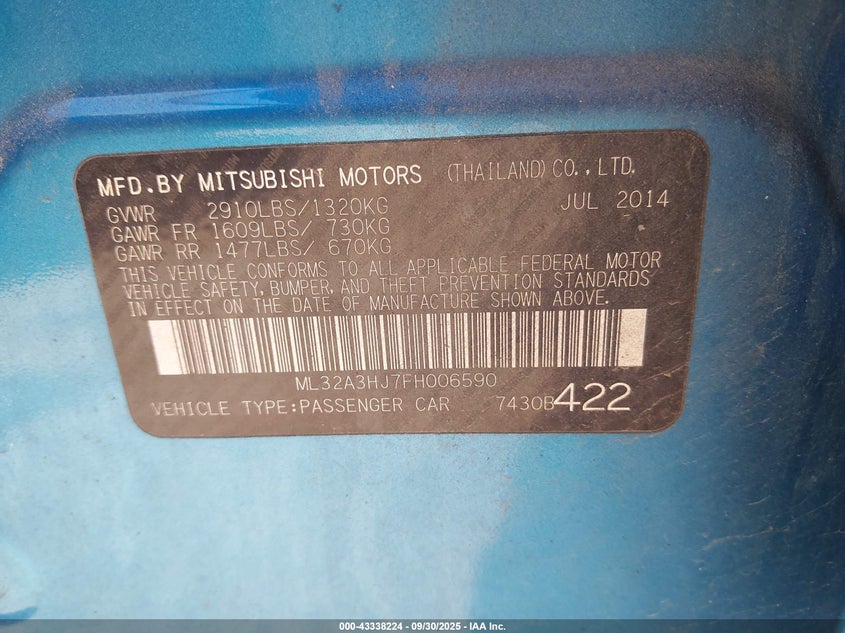 MFD.BY MITSUBISHI MOTORS (THAILAND) CO., LTD.
GVWR 2910LBS/1320KG JUL 2014
GAWR FR 1609LBS/ 730KG
GAWR RR 1477LBS/ 670KG
THIS VEHICLE CONFORMS TO ALL APPLICABLE FEDERAL MOTOR
VEHICLE SAFETY, BUMPER, AND THEFT PREVENTION STANDARDS
IN EFFECT ON THE DATE OF MANUFACTURE SHOWN ABOVE.
ML32A3HJ7FH006590
VEHICLE TYPE:PASSENGER CAR 7430B422
000-43338224 - 09/30/2025 - IAA Inc.